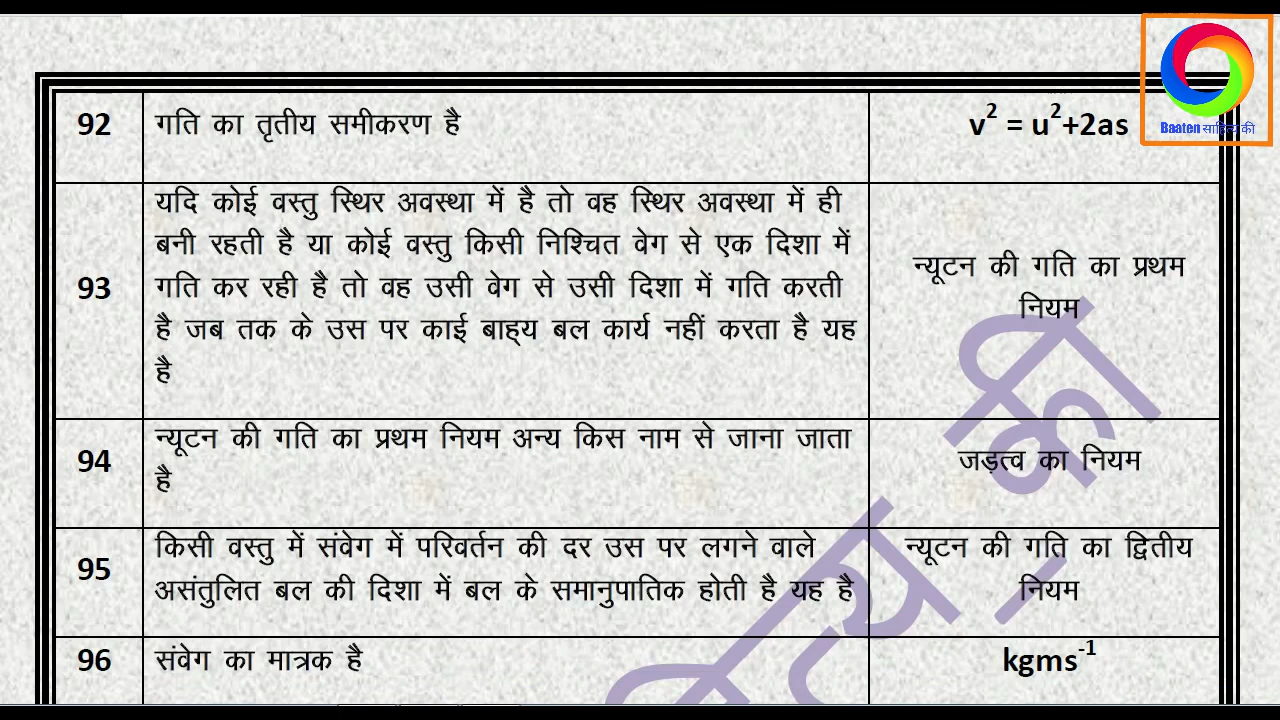 Baaten साहित्य की
92 गति का तृतीय समीकरण है v² = u²+2as
93
यदि कोई वस्तु स्थिर अवस्था में है तो वह स्थिर अवस्था में ही
बनी रहती है या कोई वस्तु किसी निश्चित वेग से एक दिशा में
गति कर रही है तो वह उसी वेग से उसी दिशा में गति करती
है जब तक के उस पर काई बाह्य बल कार्य नहीं करता है यह
है
न्यूटन की गति का प्रथम
नियम
94
न्यूटन की गति का प्रथम नियम अन्य किस नाम से जाना जाता
है
जड़त्व का नियम
95
किसी वस्तु में संवेग में परिवर्तन की दर उस पर लगने वाले
असंतुलित बल की दिशा में बल के समानुपातिक होती है यह है
न्यूटन की गति का द्वितीय
नियम
96 संवेग का मात्रक है kgms⁻¹